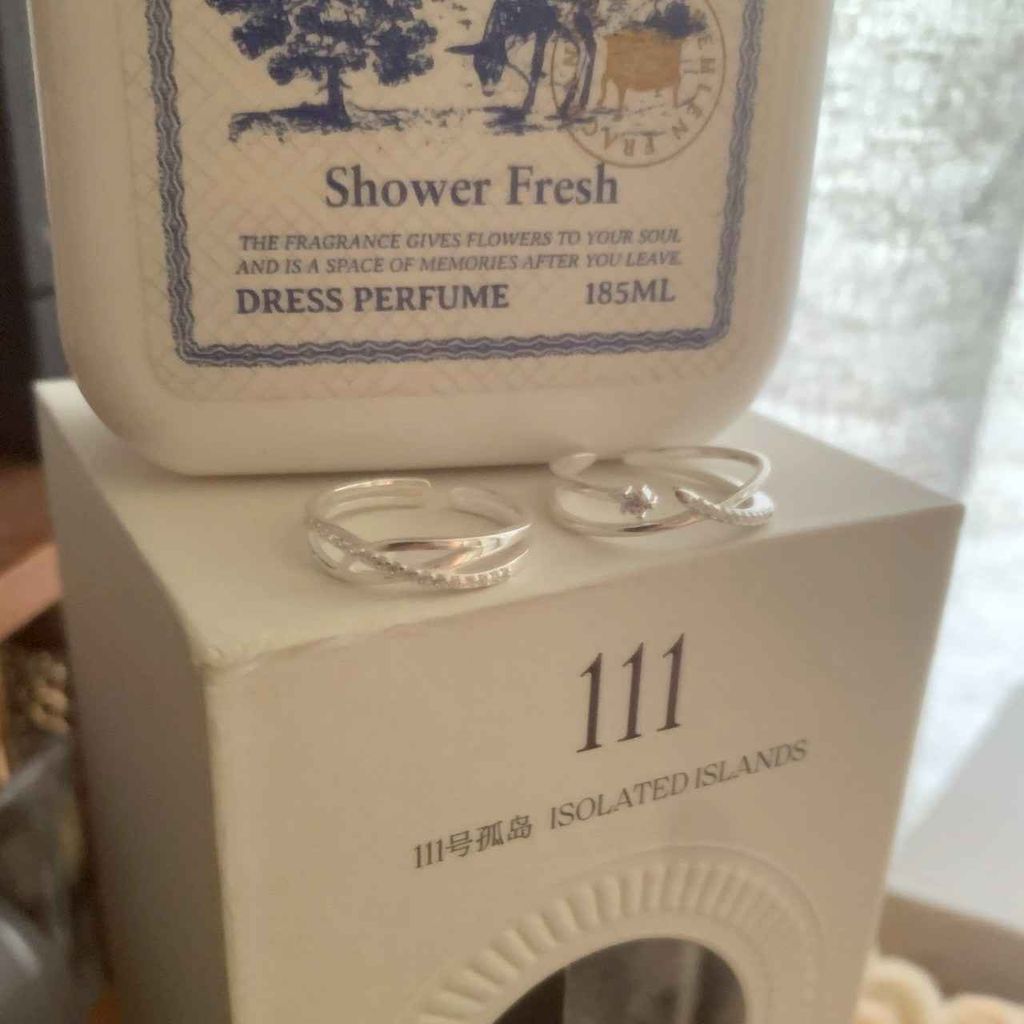 Shower Fresh
THE FRAGRANCE GIVES FLOWERS TO YOUR SOUL
AND IS A SPACE OF MEMORIES AFTER YOU LEAVE.
DRESS PERFUME 185ML
111
111号孤岛 ISOLATED ISLANDS